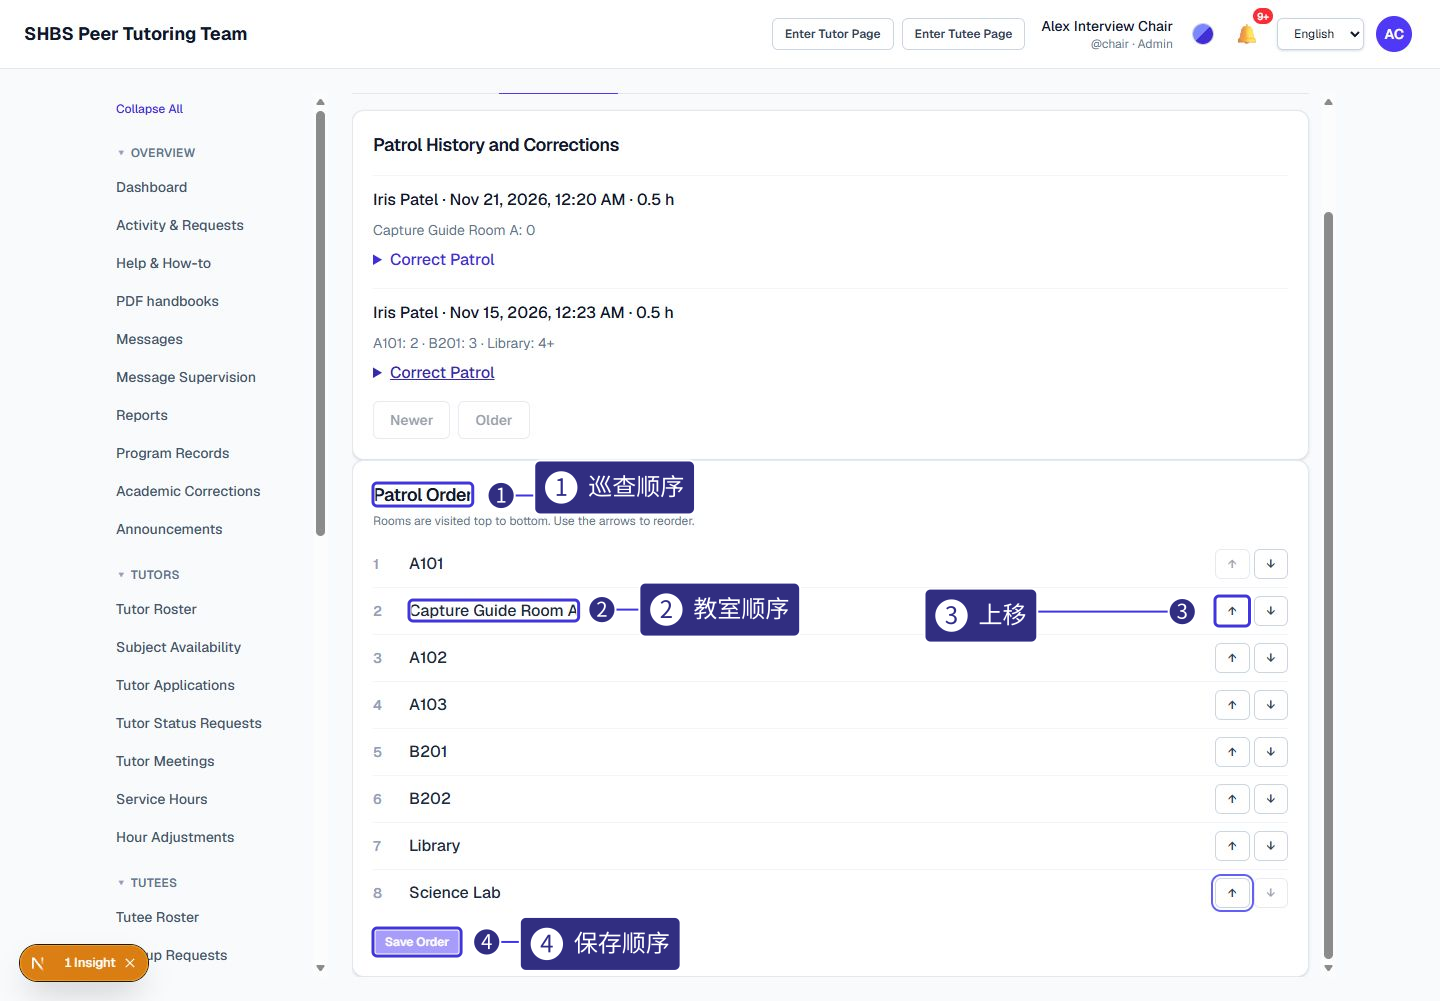 SHBS Peer Tutoring Team
Enter Tutor Page
Enter Tutee Page
Alex Interview Chair
@chair · Admin
9+
English
AC
Collapse All
OVERVIEW
Dashboard
Activity & Requests
Help & How-to
PDF handbooks
Messages
Message Supervision
Reports
Program Records
Academic Corrections
Announcements
TUTORS
Tutor Roster
Subject Availability
Tutor Applications
Tutor Status Requests
Tutor Meetings
Service Hours
Hour Adjustments
TUTEES
Tutee Roster
up Requests
1 Insight
Patrol History and Corrections
Iris Patel · Nov 21, 2026, 12:20 AM · 0.5 h
Capture Guide Room A: 0
Correct Patrol
Iris Patel · Nov 15, 2026, 12:23 AM · 0.5 h
A101: 2 · B201: 3 · Library: 4+
Correct Patrol
Newer
Older
Patrol Order
1
1 巡查顺序
Rooms are visited top to bottom. Use the arrows to reorder.
1 A101 ↑ ↓
2 Capture Guide Room A 2 2 教室顺序 3 上移 3 ↑ ↓
3 A102 ↑ ↓
4 A103 ↑ ↓
5 B201 ↑ ↓
6 B202 ↑ ↓
7 Library ↑ ↓
8 Science Lab ↑ ↓
Save Order 4 4 保存顺序